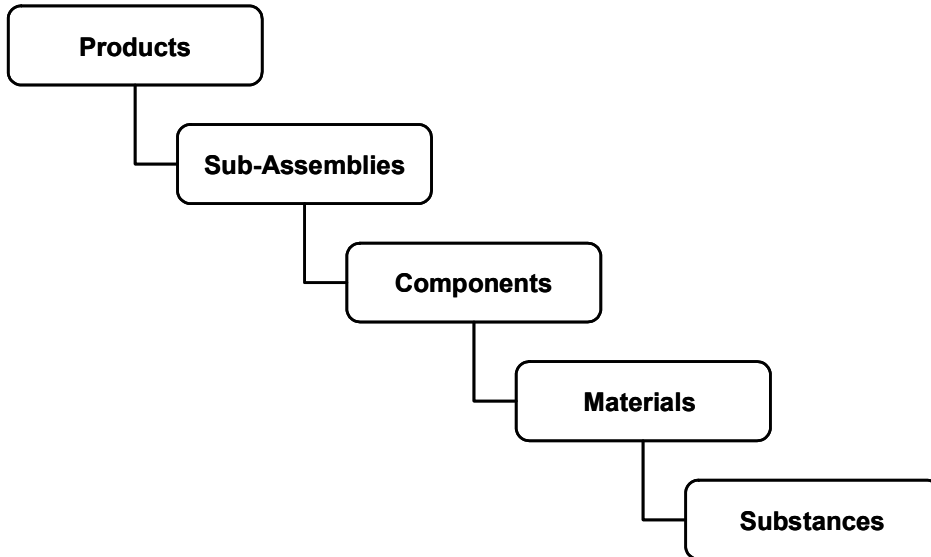 Products
Sub-Assemblies
Components
Materials
Substances